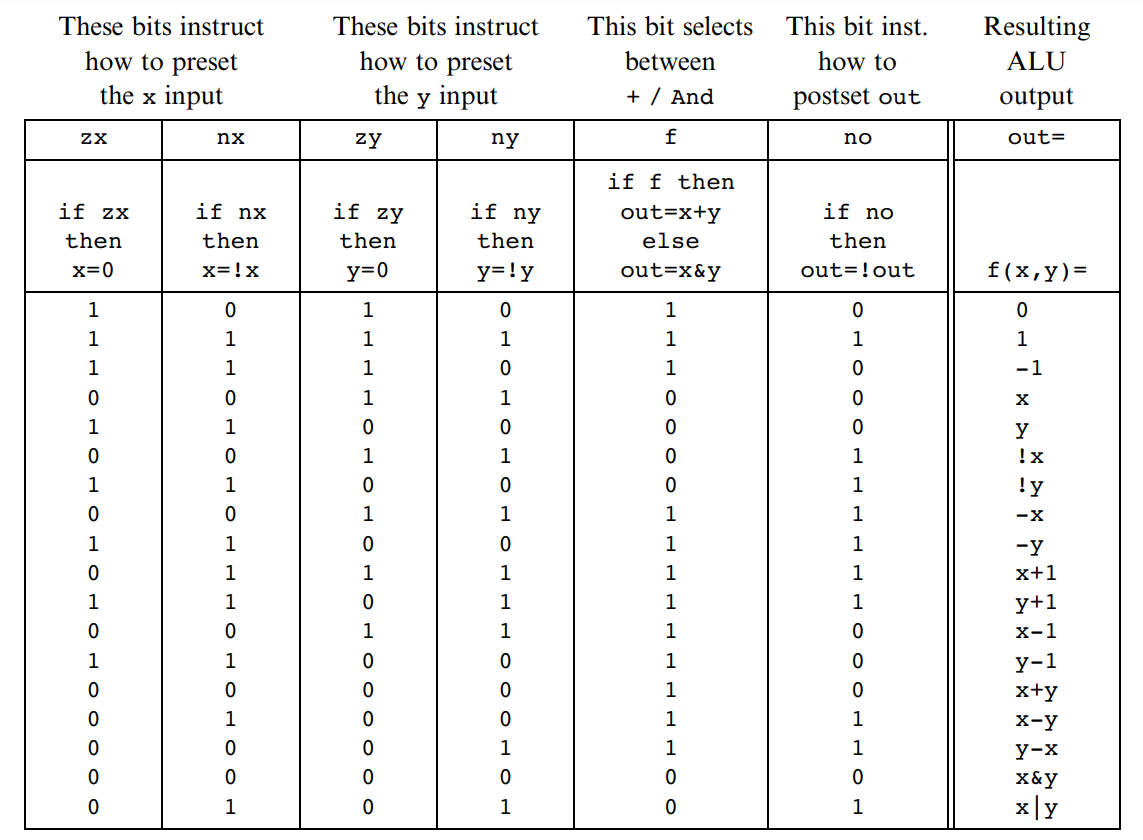 These bits instruct These bits instruct This bit selects This bit inst. Resulting
how to preset how to preset between how to ALU
the x input the y input + / And postset out output
zx nx zy ny f no out=
if f then
if zx if nx if zy if ny out=x+y if no
then then then then else then
x=0 x=!x y=0 y=!y out=x&y out=!out f(x,y)=
1 0 1 0 1 0 0
1 1 1 1 1 1 1
1 1 1 0 1 0 -1
0 0 1 1 0 0 x
1 1 0 0 0 0 y
0 0 1 1 0 1 !x
1 1 0 0 0 1 !y
0 0 1 1 1 1 -x
1 1 0 0 1 1 -y
0 1 1 1 1 1 x+1
1 1 0 1 1 1 y+1
0 0 1 1 1 0 x-1
1 1 0 0 1 0 y-1
0 0 0 0 1 0 x+y
0 1 0 0 1 1 x-y
0 0 0 1 1 1 y-x
0 0 0 0 0 0 x&y
0 1 0 1 0 1 x|y